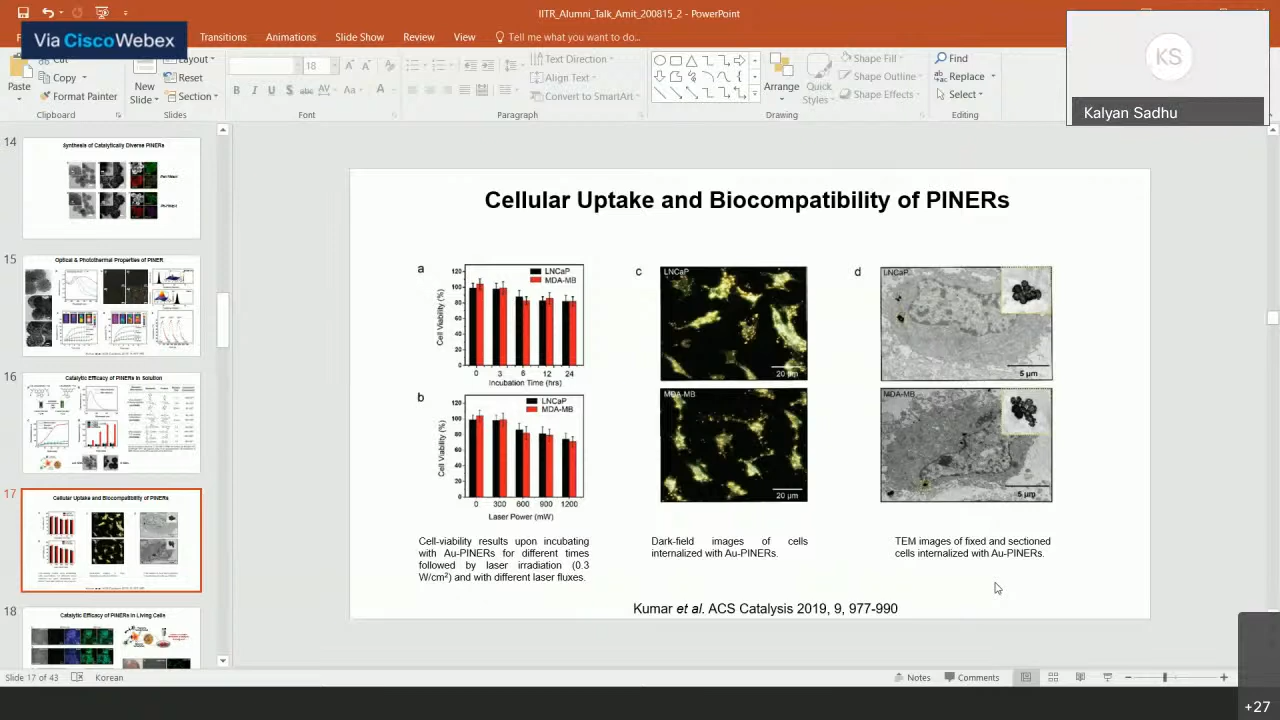 IITR_Alumni_Talk_Amit_200815_2 - PowerPoint
Via CiscoWebex
Transitions
Animations
Slide Show
Review
View
Tell me what you want to do...
KS
Kalyan Sadhu
Cut
Copy
Format Painter
Paste
Clipboard
Layout
Reset
Section
New
Slide
Slides
18
Font
Text Direction
Align Text
Convert to SmartArt
Paragraph
Arrange
Quick
Styles
Shape Fill
Shape Outline
Shape Effects
Drawing
Find
Replace
Select
Editing
14
Synthesis of Catalytically Diverse PINERs
15
Optical & Photothermal Properties of PINER
16
Catalytic Efficacy of PINERs in Solution
17
Cellular Uptake and Biocompatibility of PINERs
18
Catalytic Efficacy of PINERs in Living Cells
Cellular Uptake and Biocompatibility of PINERs
a
LNCaP
MDA-MB
Cell Viability (%)
120
100
80
60
40
20
0
0 3 6 12 24
Incubation Time (hrs)
b
LNCaP
MDA-MB
Cell Viability (%)
120
100
80
60
40
20
0
0 300 600 900 1200
Laser Power (mW)
Cell-viability results upon incubating
with Au-PINERs for different times
followed by laser irradiation
W/cm²) and with different laser fluxes.
c
LNCaP
20 µm
MDA-MB
20 µm
Dark-field images of cells
internalized with Au-PINERs.
d
LNCaP
5 µm
MDA-MB
5 µm
TEM images of fixed and sectioned
cells internalized with Au-PINERs.
Kumar et al. ACS Catalysis 9, 977-990
Slide 17 of 43
Korean
Notes
Comments
+27